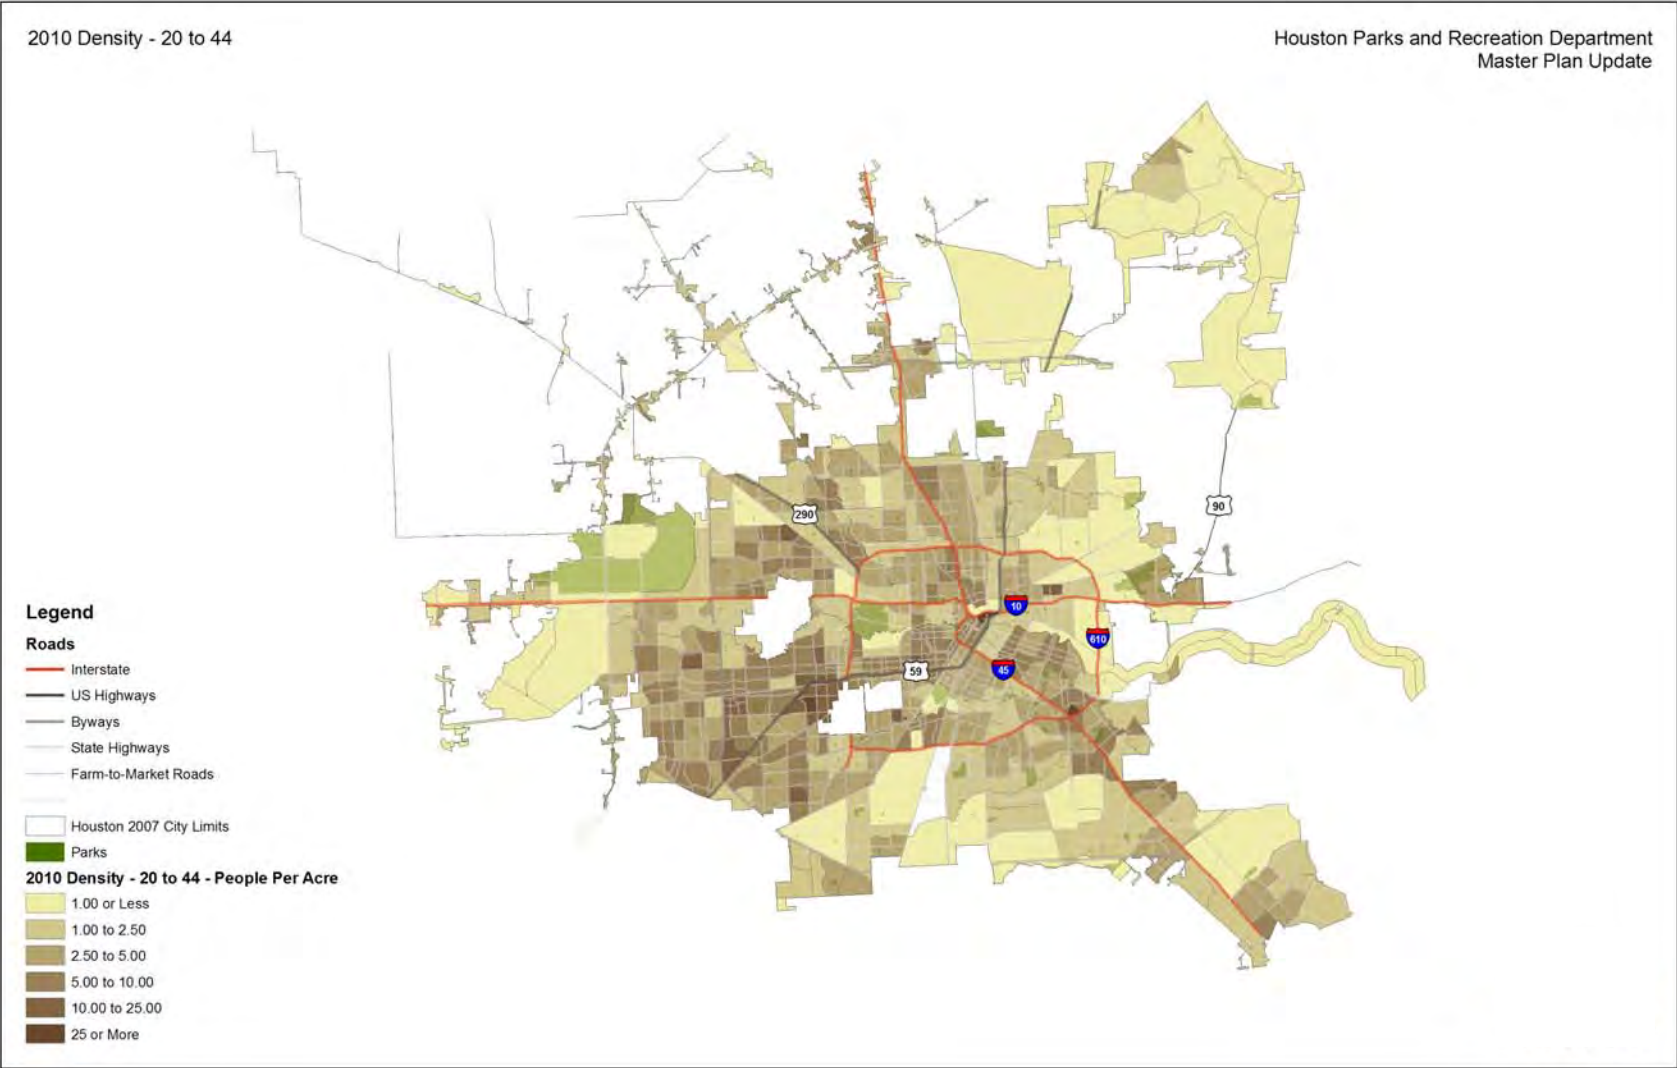 2010 Density - 20 to 44
Houston Parks and Recreation Department
Master Plan Update
290
90
10
610
59
45
Legend
Roads
Interstate
US Highways
Byways
State Highways
Farm-to-Market Roads
Houston 2007 City Limits
Parks
2010 Density - 20 to 44 - People Per Acre
1.00 or Less
1.00 to 2.50
2.50 to 5.00
5.00 to 10.00
10.00 to 25.00
25 or More